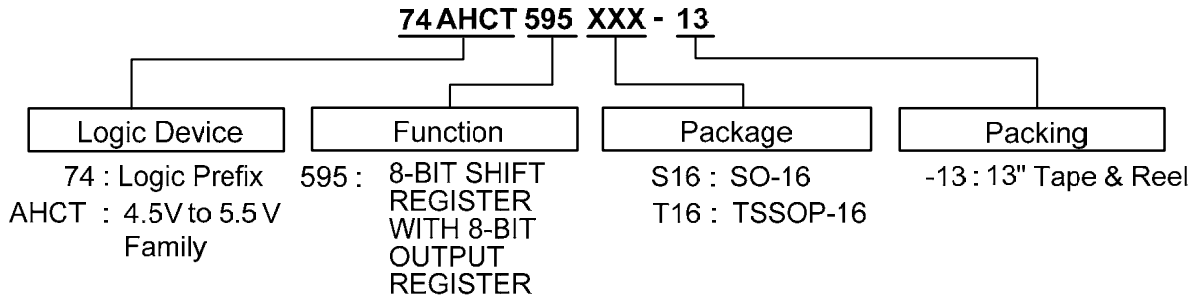 74 AHCT 595 XXX - 13
Logic Device
74 : Logic Prefix
AHCT : 4.5V to 5.5 V
Family
Function
595 : 8-BIT SHIFT
REGISTER
WITH 8-BIT
OUTPUT
REGISTER
Package
S16 : SO-16
T16 : TSSOP-16
Packing
-13 : 13" Tape & Reel